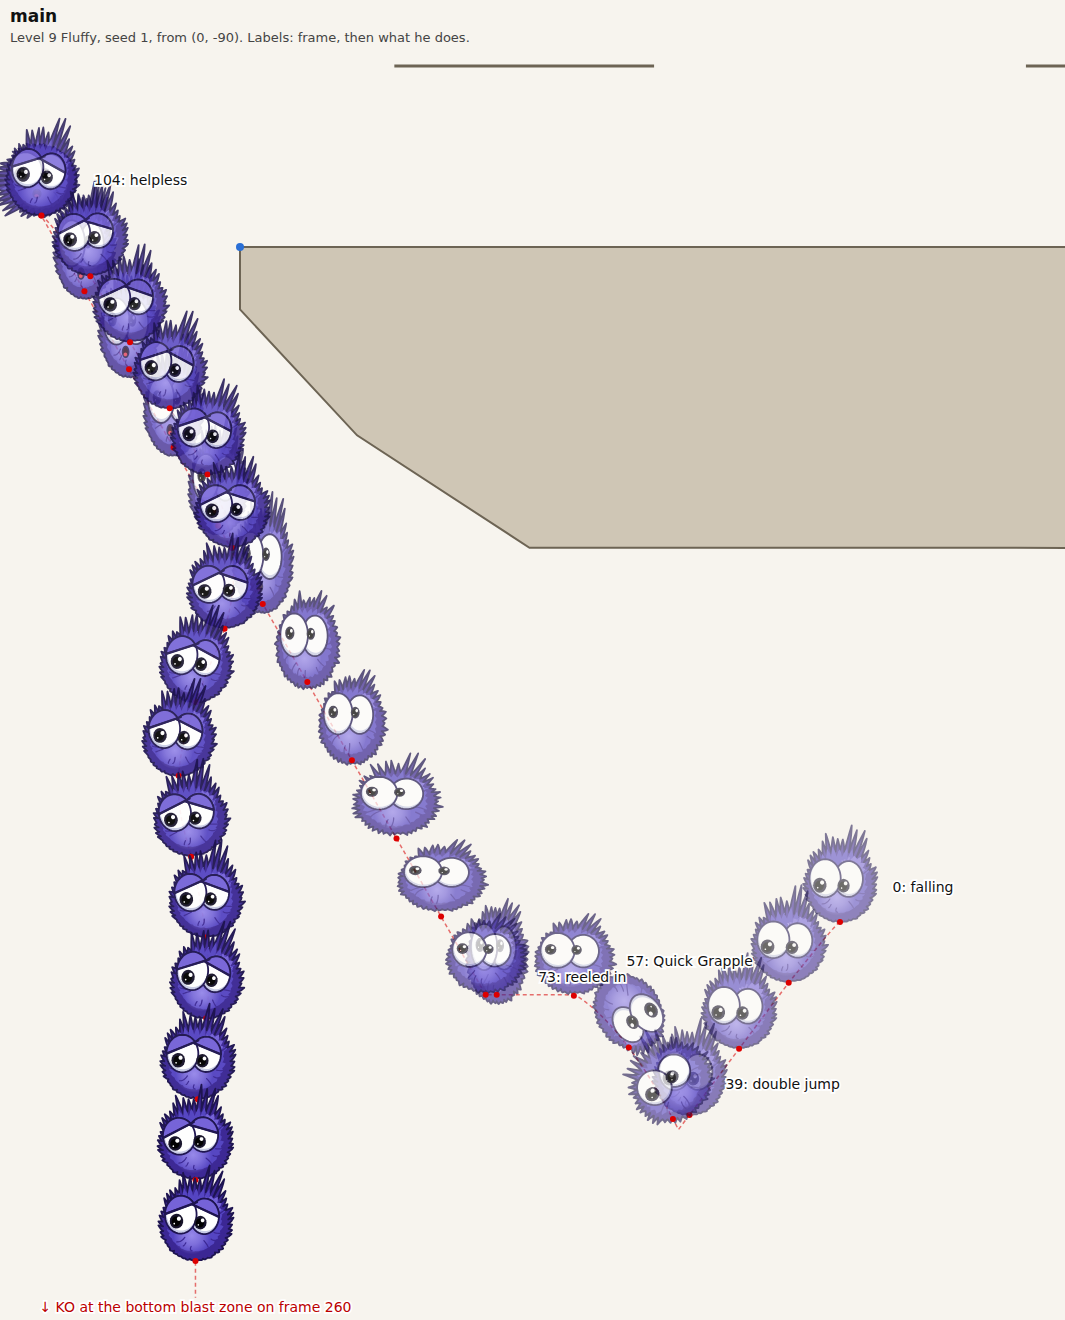 main
Level 9 Fluffy, seed 1, from (0, -90). Labels: frame, then what he does.
104: helpless
0: falling
57: Quick Grapple
73: reeled in
39: double jump
↓ KO at the bottom blast zone on frame 260